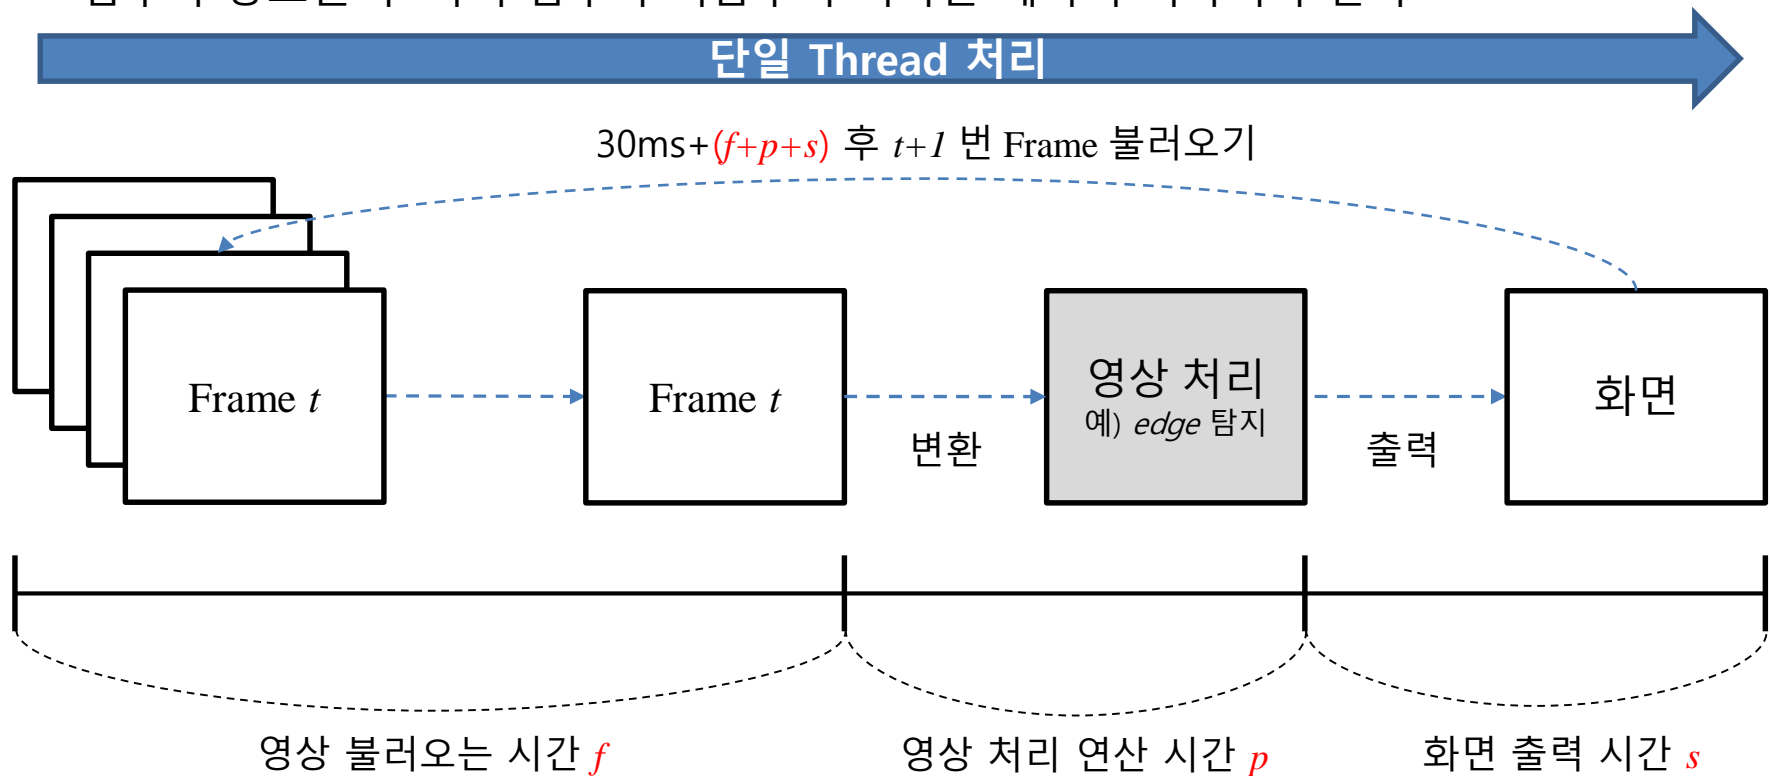 단일 Thread 처리
30ms+(f+p+s) 후 t+1 번 Frame 불러오기
Frame t
Frame t
영상 처리
예) edge 탐지
화면
변환
출력
영상 불러오는 시간 f
영상 처리 연산 시간 p
화면 출력 시간 s